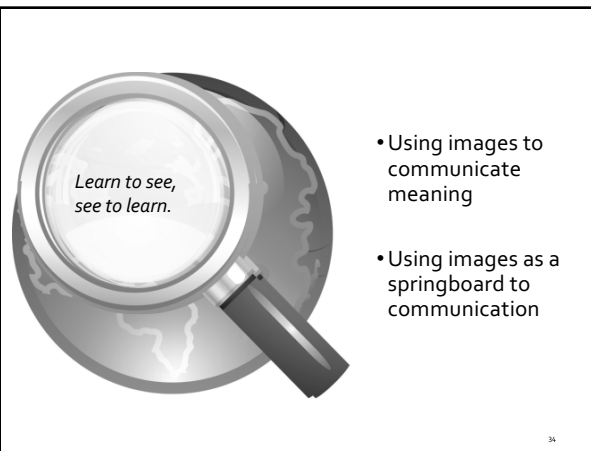 Learn to see,
see to learn.
•Using images to
communicate
meaning
•Using images as a
springboard to
communication
34